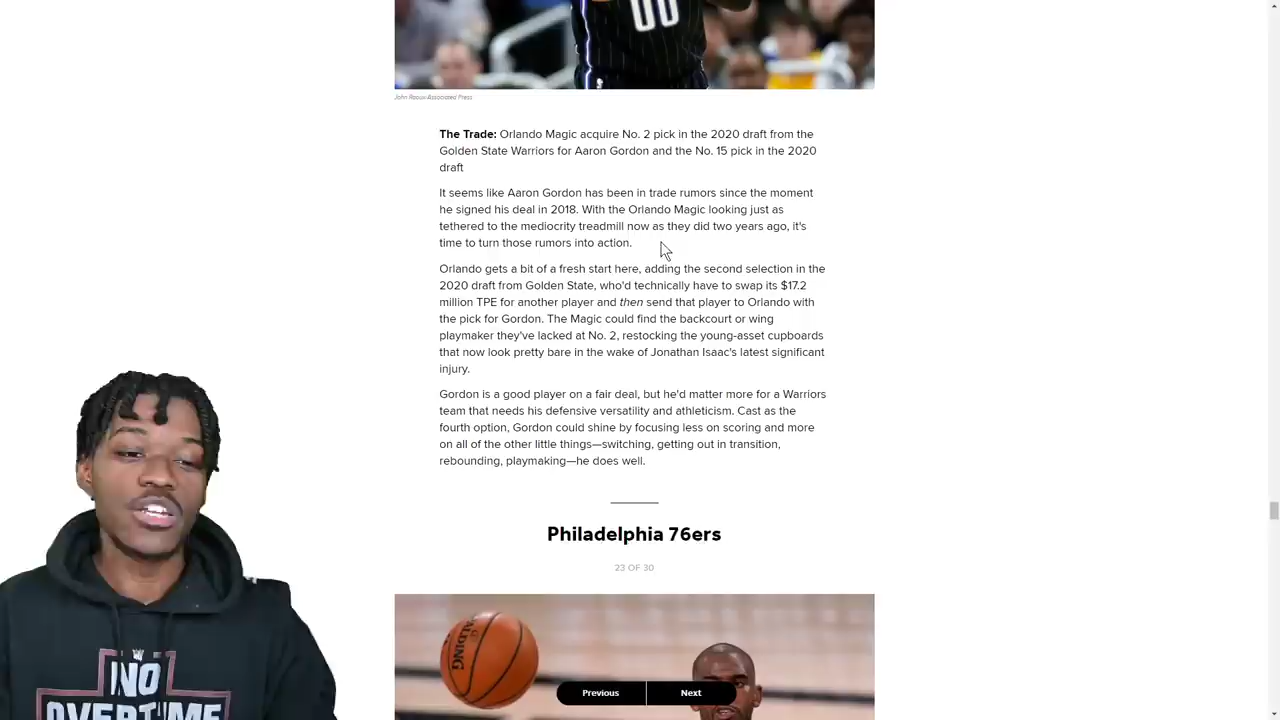 00
John Raoux/Associated Press
The Trade: Orlando Magic acquire No. 2 pick in the 2020 draft from the
Golden State Warriors for Aaron Gordon and the No. 15 pick in the 2020
draft
It seems like Aaron Gordon has been in trade rumors since the moment
he signed his deal in 2018. With the Orlando Magic looking just as
tethered to the mediocrity treadmill now as they did two years ago, it's
time to turn those rumors into action.
Orlando gets a bit of a fresh start here, adding the second selection in the
2020 draft from Golden State, who'd technically have to swap its $17.2
million TPE for another player and then send that player to Orlando with
the pick for Gordon. The Magic could find the backcourt or wing
playmaker they've lacked at No. 2, restocking the young-asset cupboards
that now look pretty bare in the wake of Jonathan Isaac's latest significant
injury.
Gordon is a good player on a fair deal, but he'd matter more for a Warriors
team that needs his defensive versatility and athleticism. Cast as the
fourth option, Gordon could shine by focusing less on scoring and more
on all of the other little things—switching, getting out in transition,
rebounding, playmaking—he does well.
Philadelphia 76ers
23 OF 30
SPALDING
Previous
Next
NO
OVERTIME